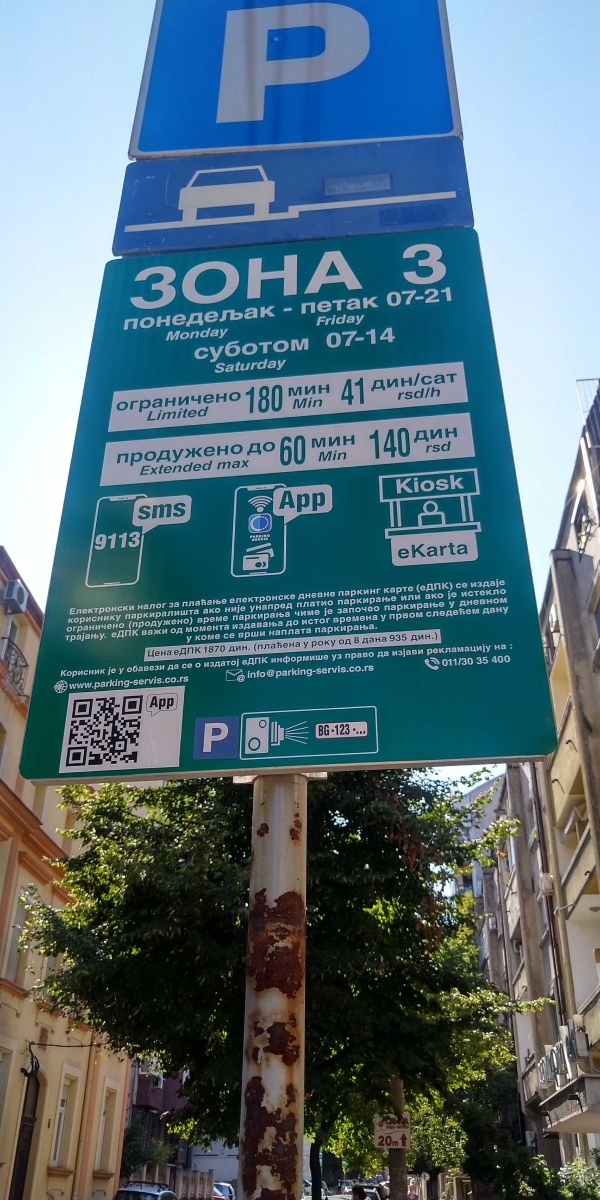 P
ЗОНА 3
понедељак - петак 07-21
Monday Friday
суботом 07-14
Saturday
ограничено 180 мин 41 дин/сат
Limited Min rsd/h
продужено до 60 мин 140 дин
Extended max Min rsd
9113 sms
App
PARKING SERVIS
Kiosk
eKarta
Електронски налог за плаћање електронске дневне паркинг карте (еДПК) се издаје
кориснику паркиралишта ако није унапред платио паркирање или ако је истекло
ограничено (продужено) време паркирања чиме је започео паркирање у дневном
трајању. еДПК важи од момента издавања до истог времена у првом следећем дану
у коме се врши наплата паркирања.
Цена еДПК 1870 дин. (плаћена у року од 8 дана 935 дин.)
Корисник је у обавези да се о издатој еДПК информише уз право да изјави рекламацију на :
www.parking-servis.co.rs info@parking-servis.co.rs 011/30 35 400
App
P BG-123-...
20m